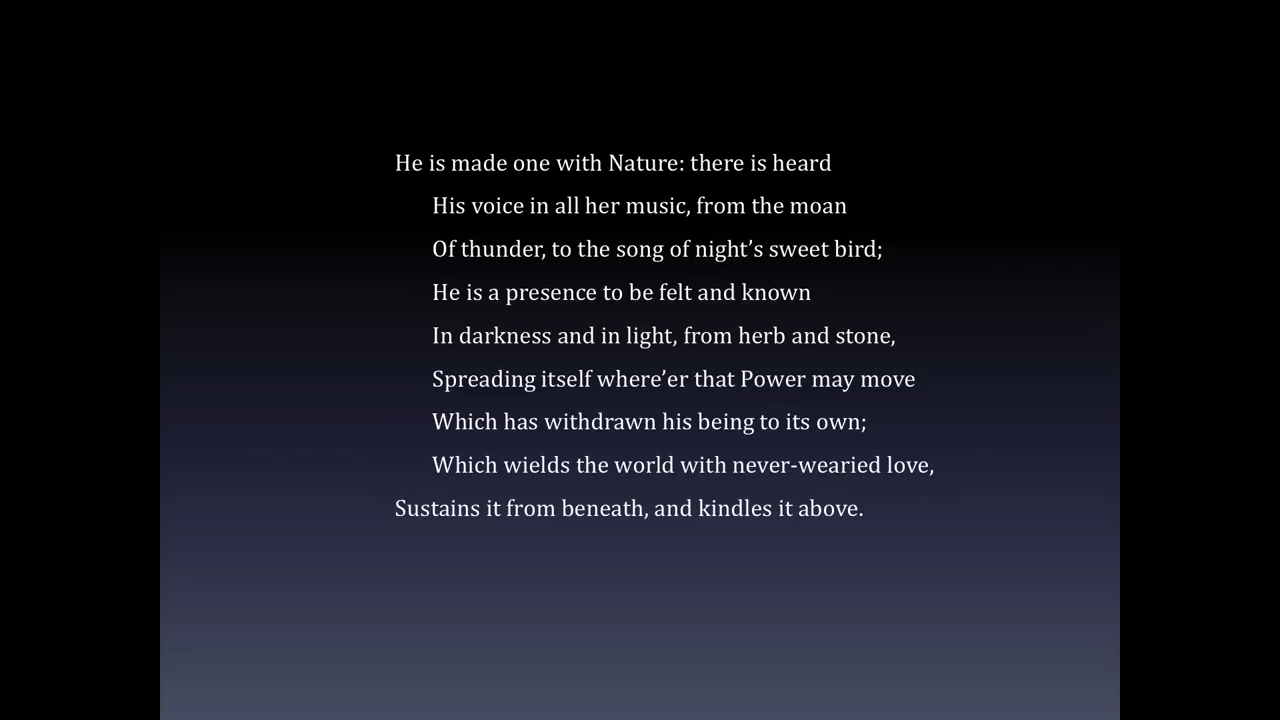 He is made one with Nature: there is heard
His voice in all her music, from the moan
Of thunder, to the song of night’s sweet bird;
He is a presence to be felt and known
In darkness and in light, from herb and stone,
Spreading itself where’er that Power may move
Which has withdrawn his being to its own;
Which wields the world with never-wearied love,
Sustains it from beneath, and kindles it above.